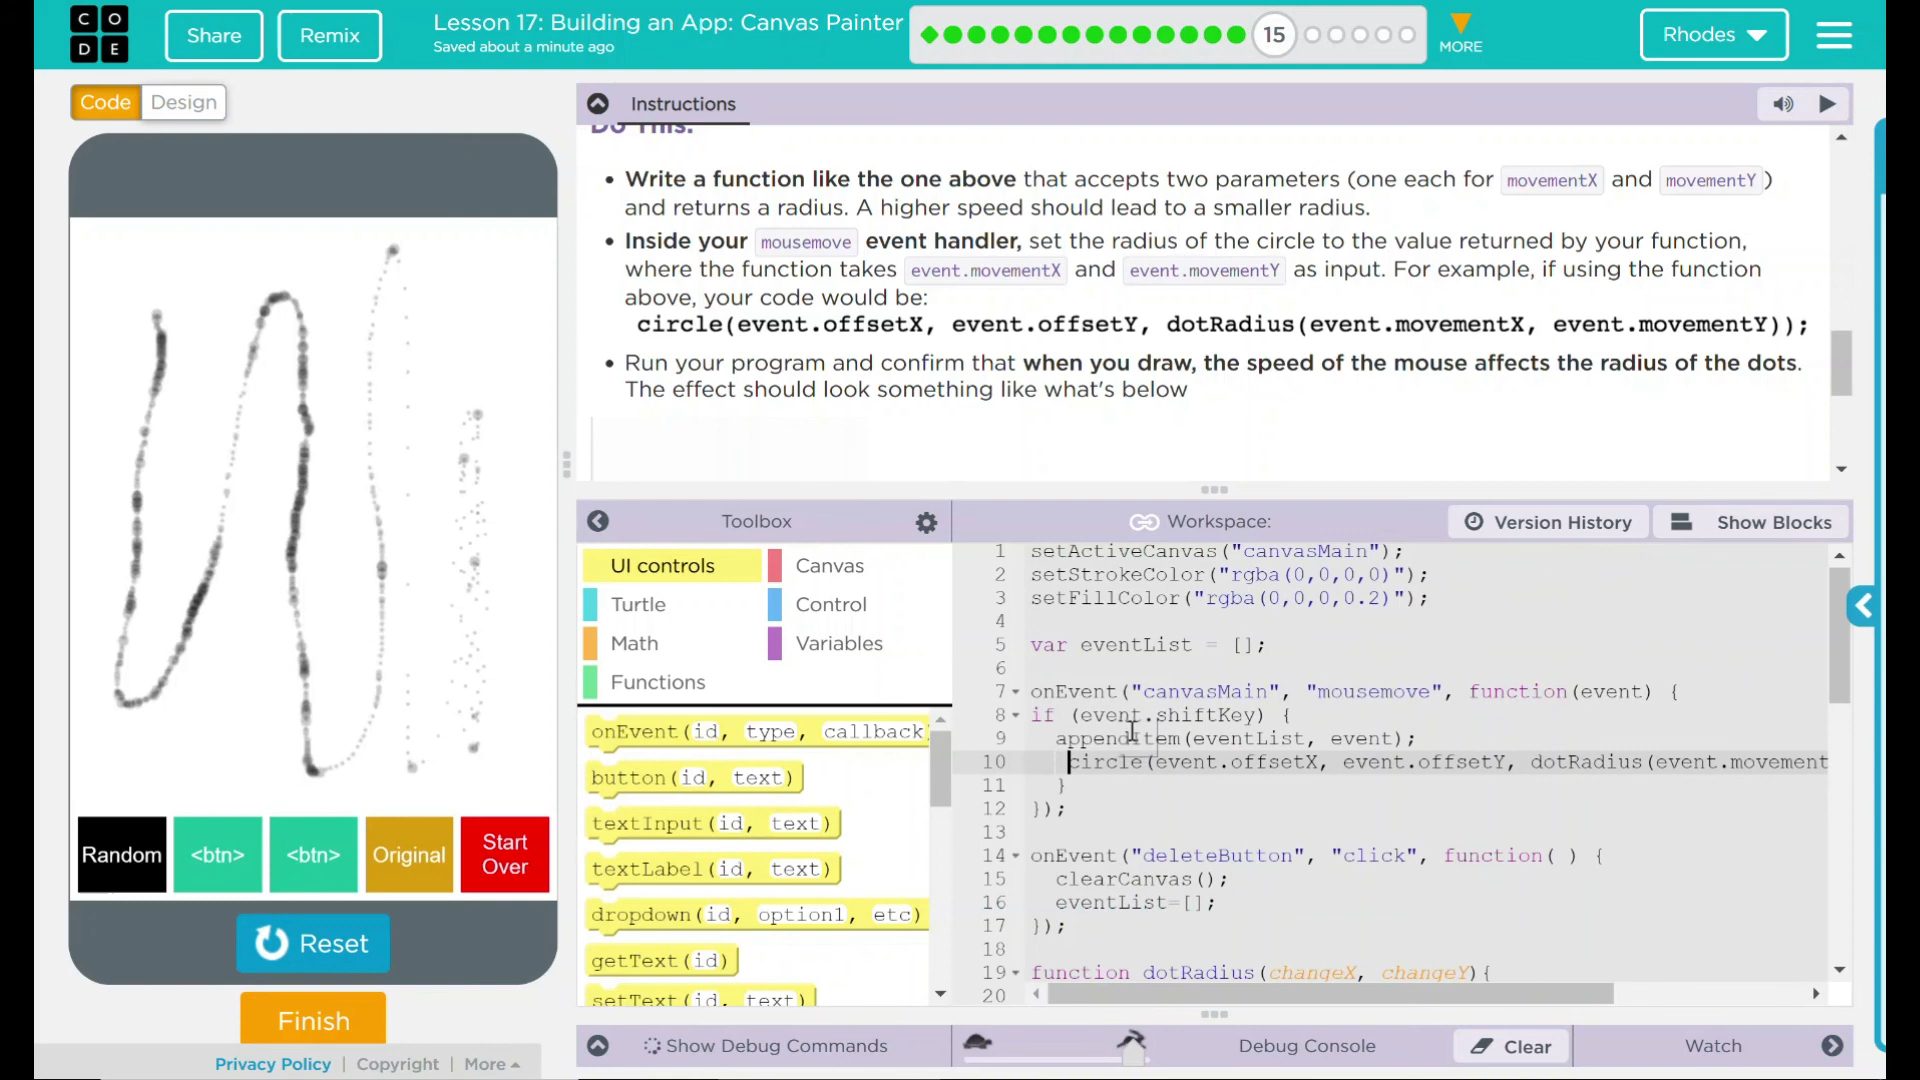 C O
D E
Share
Remix
Lesson 17: Building an App: Canvas Painter
Saved about a minute ago
15
MORE
Rhodes
Code
Design
Instructions
Do This:
Write a function like the one above that accepts two parameters (one each for movementX and movementY)
and returns a radius. A higher speed should lead to a smaller radius.
Inside your mousemove event handler, set the radius of the circle to the value returned by your function,
where the function takes event.movementX and event.movementY as input. For example, if using the function
above, your code would be:
circle(event.offsetX, event.offsetY, dotRadius(event.movementX, event.movementY));
Run your program and confirm that when you draw, the speed of the mouse affects the radius of the dots.
The effect should look something like what's below
Toolbox
Workspace:
Version History
Show Blocks
UI controls
Canvas
Turtle
Control
Math
Variables
Functions
onEvent(id, type, callback
button(id, text)
textInput(id, text)
textLabel(id, text)
dropdown(id, option1, etc)
getText(id)
setText(id, text)
1 setActiveCanvas("canvasMain");
2 setStrokeColor("rgba(0,0,0,0)");
3 setFillColor("rgba(0,0,0,0.2)");
4
5 var eventList = [];
6
7 onEvent("canvasMain", "mousemove", function(event) {
8 if (event.shiftKey) {
9 appendItem(eventList, event);
10 circle(event.offsetX, event.offsetY, dotRadius(event.movement
11 }
12 });
13
14 onEvent("deleteButton", "click", function( ) {
15 clearCanvas();
16 eventList=[];
17 });
18
19 function dotRadius(changeX, changeY){
20
Random
<btn>
<btn>
Original
Start
Over
Reset
Finish
Privacy Policy | Copyright | More
Show Debug Commands
Debug Console
Clear
Watch